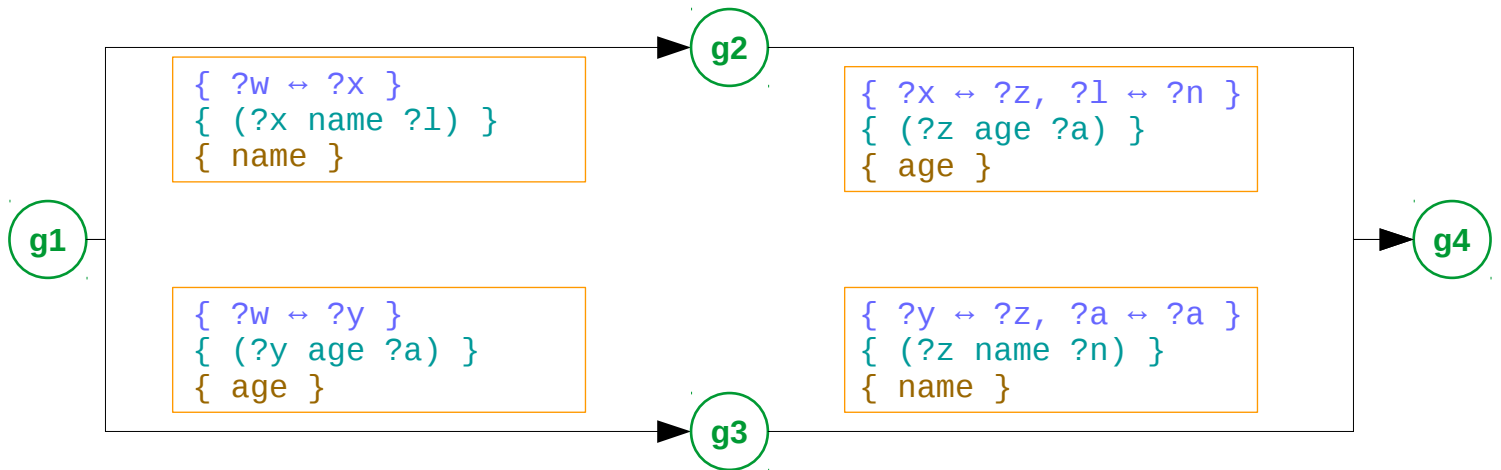 g2
{ ?w ↔ ?x }
{ (?x name ?l) }
{ name }
{ ?x ↔ ?z, ?l ↔ ?n }
{ (?z age ?a) }
{ age }
g1
g4
{ ?w ↔ ?y }
{ (?y age ?a) }
{ age }
{ ?y ↔ ?z, ?a ↔ ?a }
{ (?z name ?n) }
{ name }
g3